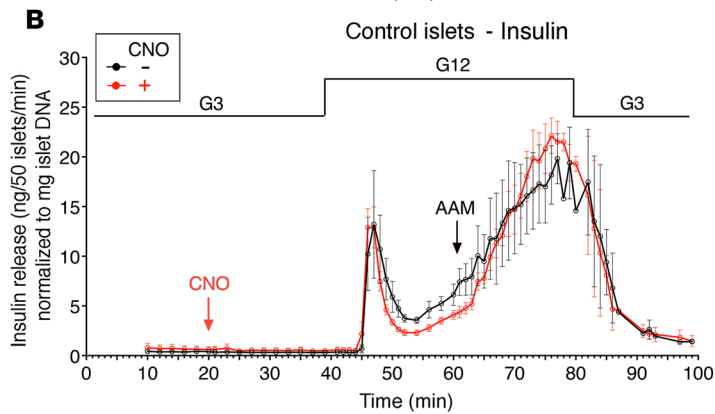 B
Control islets - Insulin
CNO
-
+
G3
G12
G3
AAM
CNO
Insulin release (ng/50 islets/min)
normalized to mg islet DNA
30
25
20
15
10
5
0
0 10 20 30 40 50 60 70 80 90 100
Time (min)